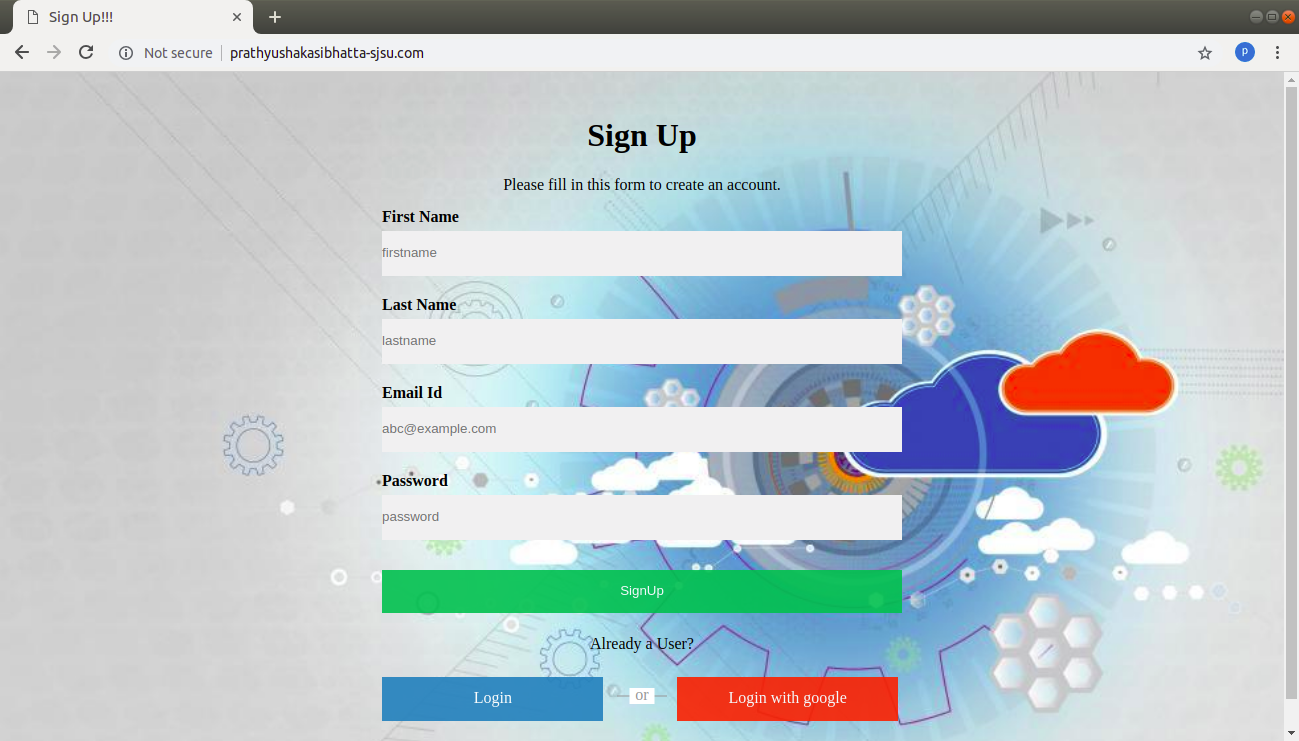 Sign Up!!!
Not secure
prathyushakasibhatta-sjsu.com
P
Sign Up
Please fill in this form to create an account.
First Name
firstname
Last Name
lastname
Email Id
abc@example.com
Password
password
SignUp
Already a User?
Login
or
Login with google